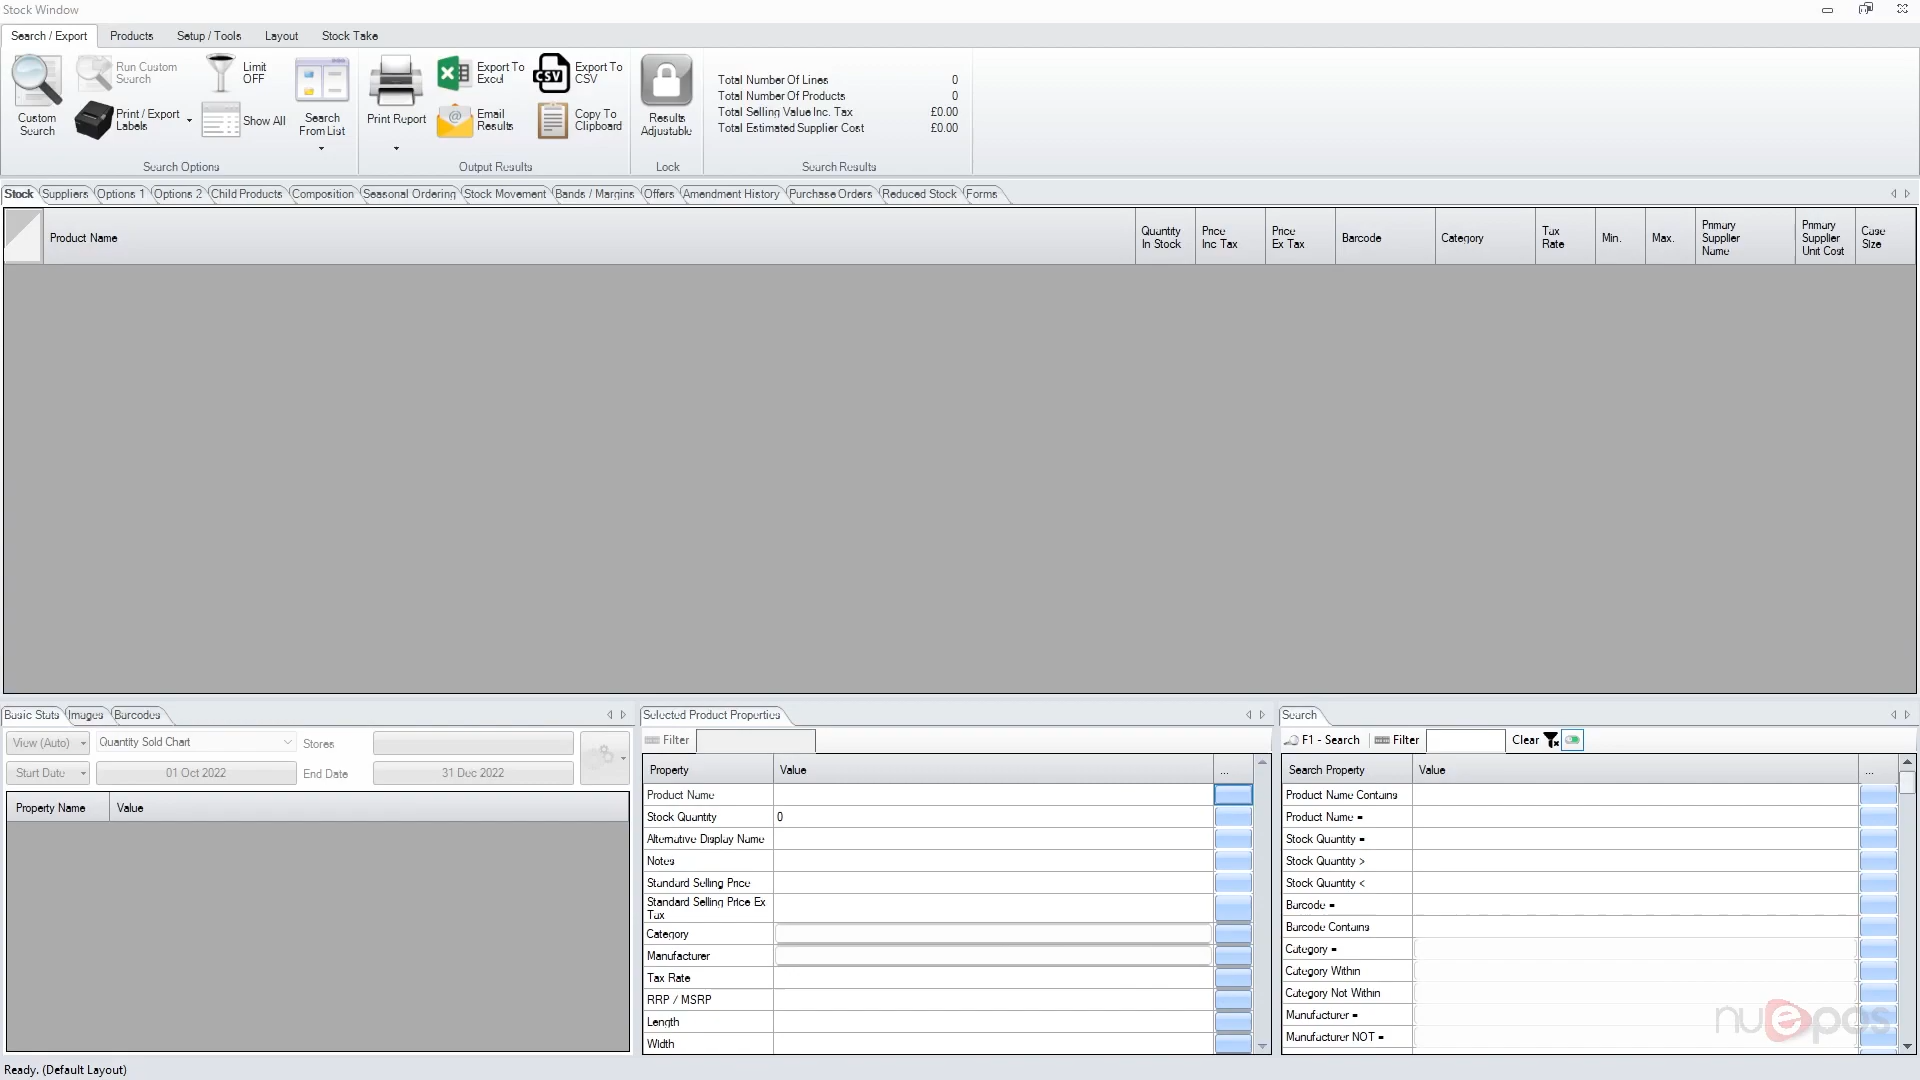 Stock Window
Search / Export Products Setup / Tools Layout Stock Take
Custom Search
Run Custom Search
Print / Export Labels
Limit OFF
Show All
Search From List
Search Options
Print Report
Export To Excel
Email Results
Export To CSV
Copy To Clipboard
Output Results
Results Adjustable
Lock
Total Number Of Lines 0
Total Number Of Products 0
Total Selling Value Inc. Tax £0.00
Total Estimated Supplier Cost £0.00
Search Results
Stock Suppliers Options 1 Options 2 Child Products Composition Seasonal Ordering Stock Movement Bands / Margins Offers Amendment History Purchase Orders Reduced Stock Forms
Product Name Quantity In Stock Price Inc Tax Price Ex Tax Barcode Category Tax Rate Min. Max. Primary Supplier Name Primary Supplier Unit Cost Case Size
Basic Stats Images Barcodes
View (Auto) Quantity Sold Chart Stores
Start Date 01 Oct 2022 End Date 31 Dec 2022
Property Name Value
Selected Product Properties
Filter
Property Value ...
Product Name
Stock Quantity 0
Alternative Display Name
Notes
Standard Selling Price
Standard Selling Price Ex Tax
Category
Manufacturer
Tax Rate
RRP / MSRP
Length
Width
Search
F1 - Search Filter Clear
Search Property Value ...
Product Name Contains
Product Name =
Stock Quantity =
Stock Quantity >
Stock Quantity <
Barcode =
Barcode Contains
Category =
Category Within
Category Not Within
Manufacturer =
Manufacturer NOT =
nuepos
Ready. (Default Layout)